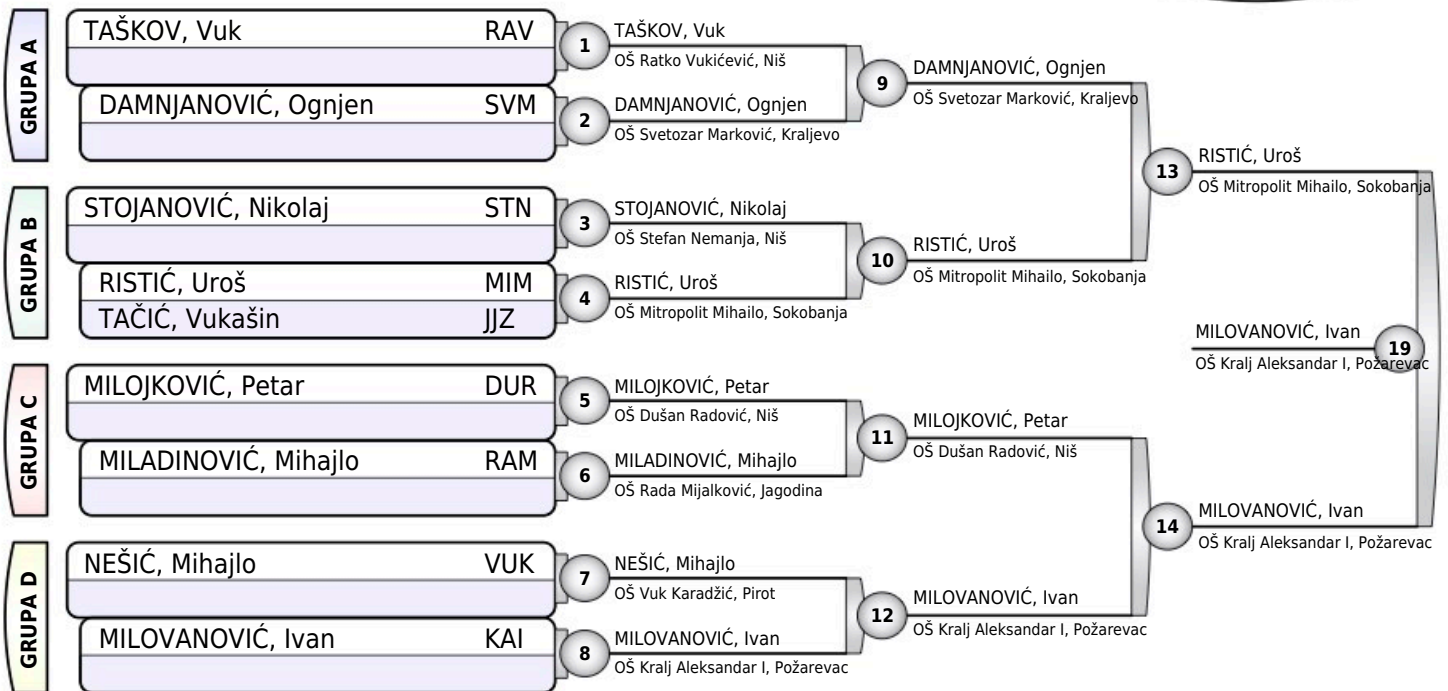 GRUPA A
TAŠKOV, Vuk RAV
DAMNJANOVIĆ, Ognjen SVM
GRUPA B
STOJANOVIĆ, Nikolaj STN
RISTIĆ, Uroš MIM
TAČIĆ, Vukašin JJZ
GRUPA C
MILOJKOVIĆ, Petar DUR
MILADINOVIĆ, Mihajlo RAM
GRUPA D
NEŠIĆ, Mihajlo VUK
MILOVANOVIĆ, Ivan KAI
1 TAŠKOV, Vuk
OŠ Ratko Vukićević, Niš
2 DAMNJANOVIĆ, Ognjen
OŠ Svetozar Marković, Kraljevo
3 STOJANOVIĆ, Nikolaj
OŠ Stefan Nemanja, Niš
4 RISTIĆ, Uroš
OŠ Mitropolit Mihailo, Sokobanja
5 MILOJKOVIĆ, Petar
OŠ Dušan Radović, Niš
6 MILADINOVIĆ, Mihajlo
OŠ Rada Mijalković, Jagodina
7 NEŠIĆ, Mihajlo
OŠ Vuk Karadžić, Pirot
8 MILOVANOVIĆ, Ivan
OŠ Kralj Aleksandar I, Požarevac
9 DAMNJANOVIĆ, Ognjen
OŠ Svetozar Marković, Kraljevo
10 RISTIĆ, Uroš
OŠ Mitropolit Mihailo, Sokobanja
11 MILOJKOVIĆ, Petar
OŠ Dušan Radović, Niš
12 MILOVANOVIĆ, Ivan
OŠ Kralj Aleksandar I, Požarevac
13 RISTIĆ, Uroš
OŠ Mitropolit Mihailo, Sokobanja
14 MILOVANOVIĆ, Ivan
OŠ Kralj Aleksandar I, Požarevac
MILOVANOVIĆ, Ivan 19
OŠ Kralj Aleksandar I, Požarevac